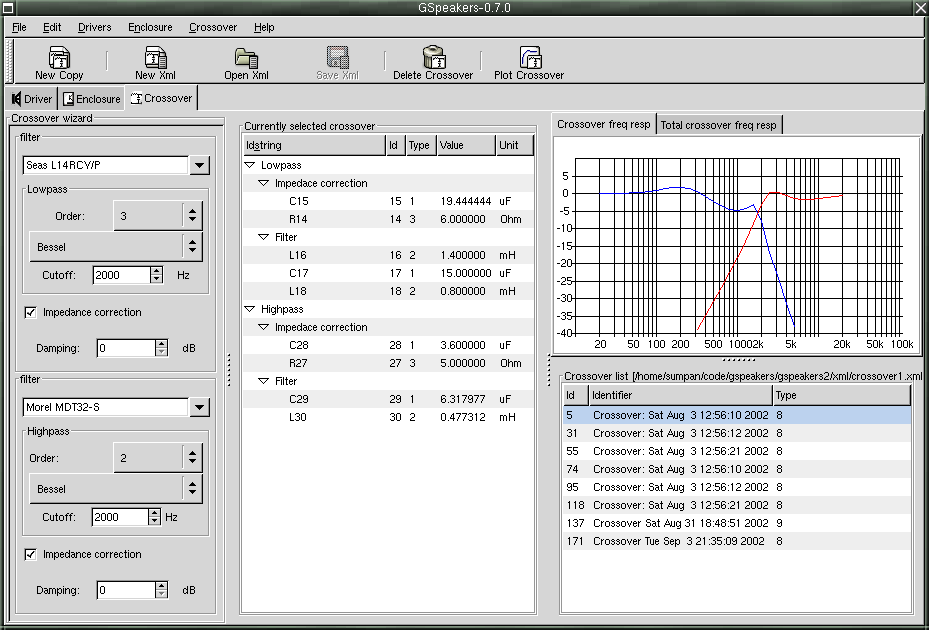 GSpeakers-0.7.0
File Edit Drivers Enclosure Crossover Help
New Copy New Xml Open Xml Save Xml Delete Crossover Plot Crossover
Driver Enclosure Crossover
Crossover wizard
filter
Seas L14RCY/P
Lowpass
Order: 3
Bessel
Cutoff: 2000 Hz
Impedance correction
Damping: 0 dB
filter
Morel MDT32-S
Highpass
Order: 2
Bessel
Cutoff: 2000 Hz
Impedance correction
Damping: 0 dB
Currently selected crossover
Idstring Id Type Value Unit
Lowpass
Impedace correction
C15 15 1 19.444444 uF
R14 14 3 6.000000 Ohm
Filter
L16 16 2 1.400000 mH
C17 17 1 15.000000 uF
L18 18 2 0.800000 mH
Highpass
Impedace correction
C28 28 1 3.600000 uF
R27 27 3 5.000000 Ohm
Filter
C29 29 1 6.317977 uF
L30 30 2 0.477312 mH
Crossover freq resp Total crossover freq resp
5
0
-5
-10
-15
-20
-25
-30
-35
-40
20 50 100 200 500 1000 2k 5k 20k 50k 100k
Crossover list [/home/sumpan/code/gspeakers/gspeakers2/xml/crossover1.xml
Id Identifier Type
5 Crossover: Sat Aug 3 12:56:10 2002 8
31 Crossover: Sat Aug 3 12:56:12 2002 8
55 Crossover: Sat Aug 3 12:56:21 2002 8
74 Crossover: Sat Aug 3 12:56:10 2002 8
95 Crossover: Sat Aug 3 12:56:12 2002 8
118 Crossover: Sat Aug 3 12:56:21 2002 8
137 Crossover Sat Aug 31 18:48:51 2002 9
171 Crossover Tue Sep 3 21:35:09 2002 8